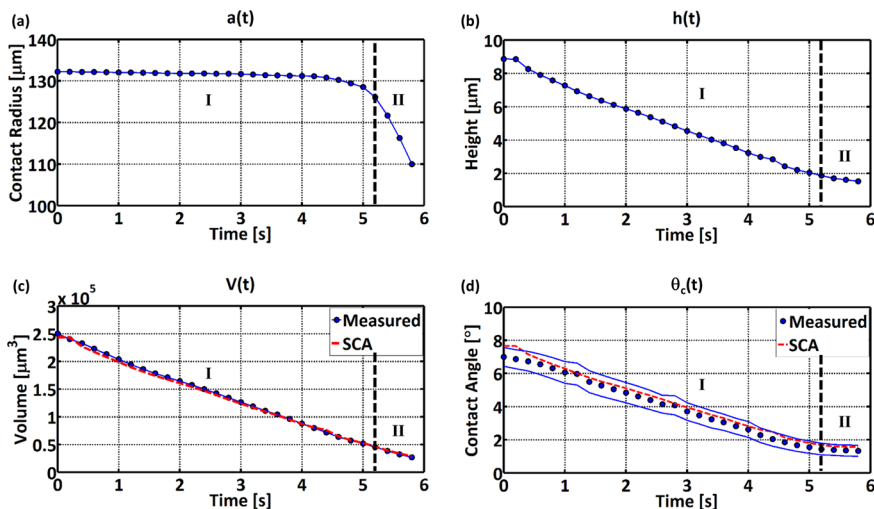 (a) a(t)
140
130
120
110
100
Contact Radius [µm]
I
II
0 1 2 3 4 5 6
Time [s]
(b) h(t)
10
8
6
4
2
0
Height [µm]
I
II
0 1 2 3 4 5 6
Time [s]
(c) V(t)
x 10⁵
3
2.5
2
1.5
1
0.5
0
Volume [µm³]
Measured
SCA
I
II
0 1 2 3 4 5 6
Time [s]
(d) θc(t)
10
8
6
4
2
0
Contact Angle [°]
Measured
SCA
I
II
0 1 2 3 4 5 6
Time [s]